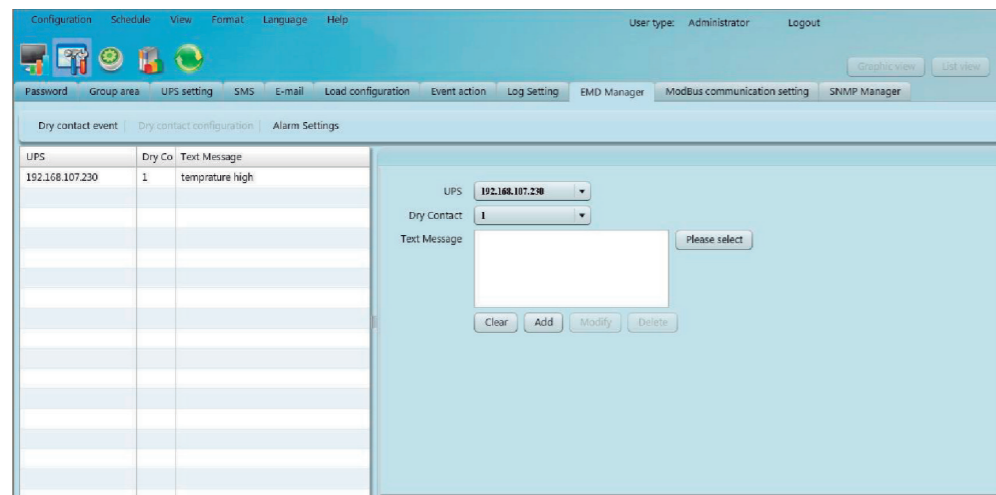 Configuration Schedule View Format Language Help User type: Administrator Logout
Graphic view List view
Password Group area UPS setting SMS E-mail Load configuration Event action Log Setting EMD Manager ModBus communication setting SNMP Manager
Dry contact event Dry contact configuration Alarm Settings
UPS Dry Co Text Message
192.168.107.230 1 temprature high
UPS 192.168.107.230
Dry Contact 1
Text Message Please select
Clear Add Modify Delete